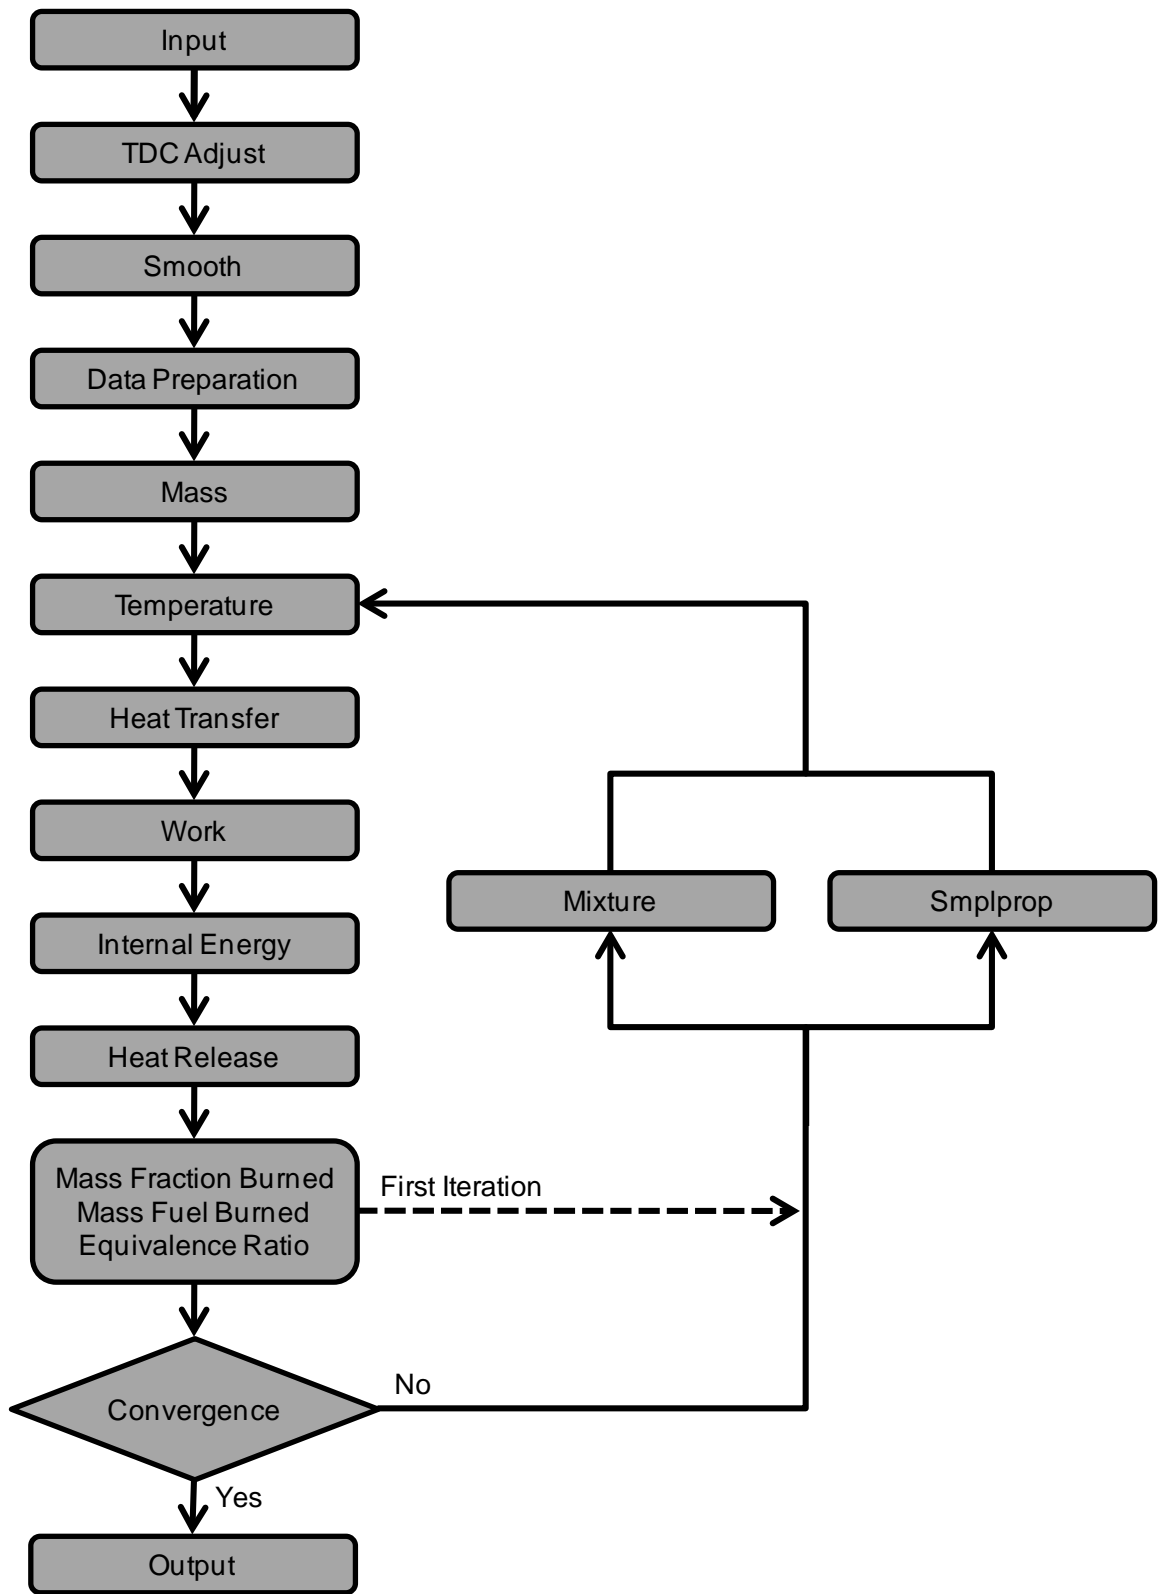 Input
TDC Adjust
Smooth
Data Preparation
Mass
Temperature
Heat Transfer
Work
Mixture
Smplprop
Internal Energy
Heat Release
Mass Fraction Burned
Mass Fuel Burned
Equivalence Ratio
First Iteration
No
Convergence
Yes
Output